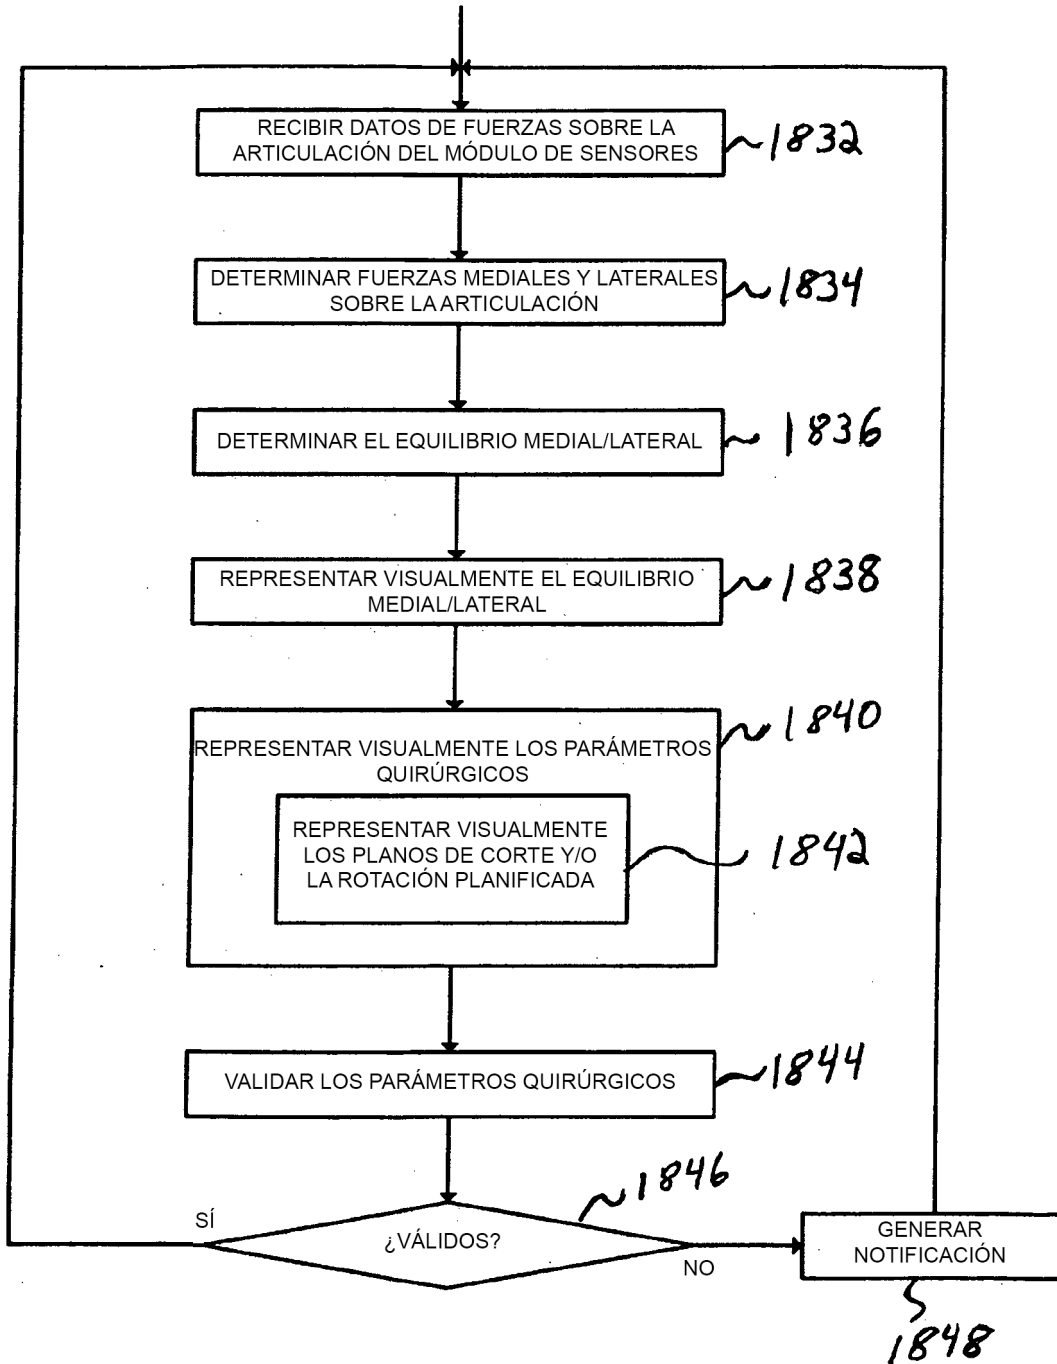 RECIBIR DATOS DE FUERZAS SOBRE LA
ARTICULACIÓN DEL MÓDULO DE SENSORES
1832
DETERMINAR FUERZAS MEDIALES Y LATERALES
SOBRE LA ARTICULACIÓN
1834
DETERMINAR EL EQUILIBRIO MEDIAL/LATERAL
1836
REPRESENTAR VISUALMENTE EL EQUILIBRIO
MEDIAL/LATERAL
1838
REPRESENTAR VISUALMENTE LOS PARÁMETROS
QUIRÚRGICOS
1840
REPRESENTAR VISUALMENTE
LOS PLANOS DE CORTE Y/O
LA ROTACIÓN PLANIFICADA
1842
VALIDAR LOS PARÁMETROS QUIRÚRGICOS
1844
1846
SÍ
¿VÁLIDOS?
NO
GENERAR
NOTIFICACIÓN
1848